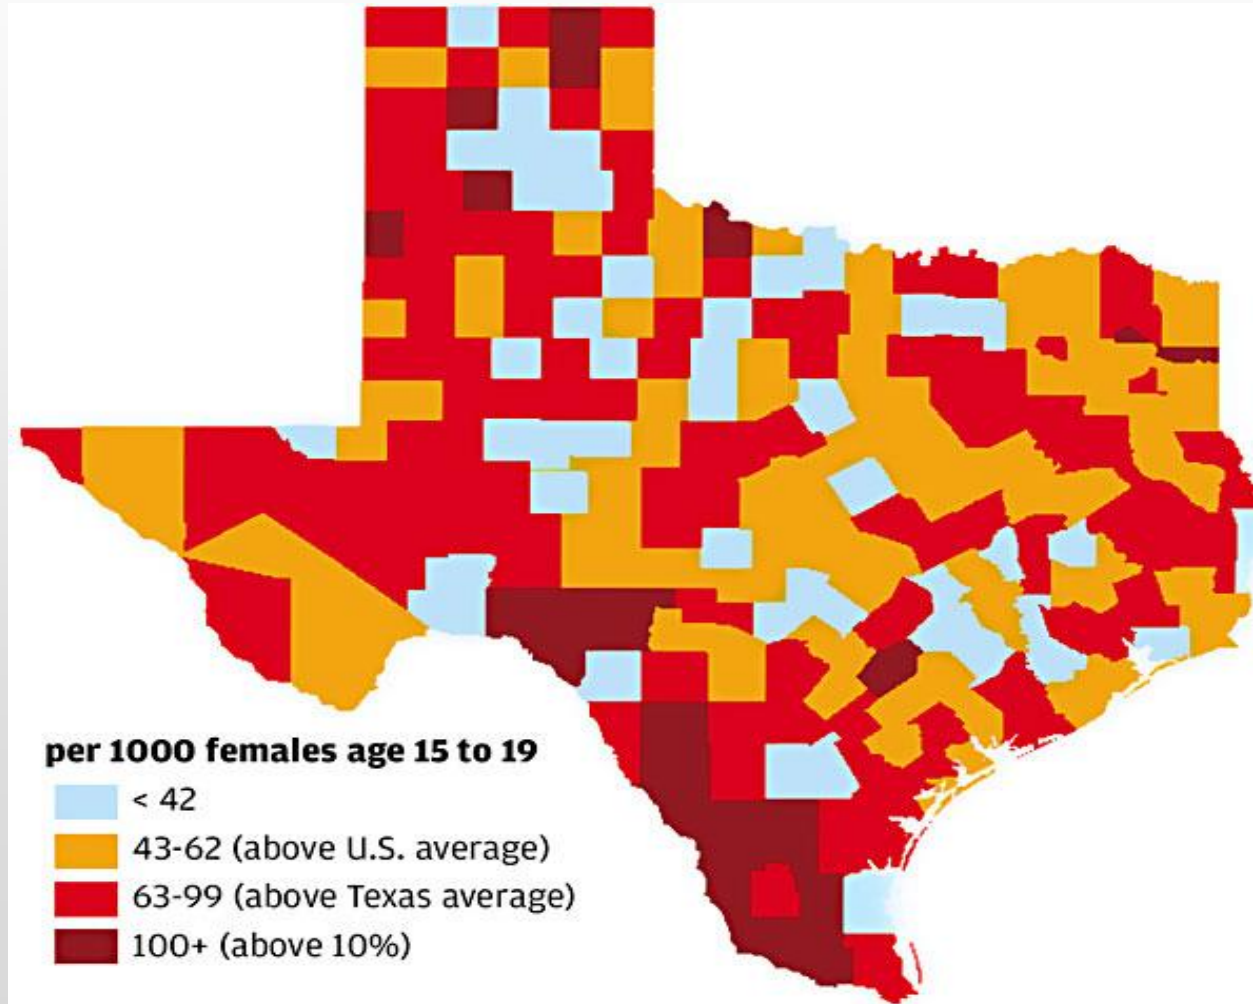 per 1000 females age 15 to 19
< 42
43-62 (above U.S. average)
63-99 (above Texas average)
100+ (above 10%)